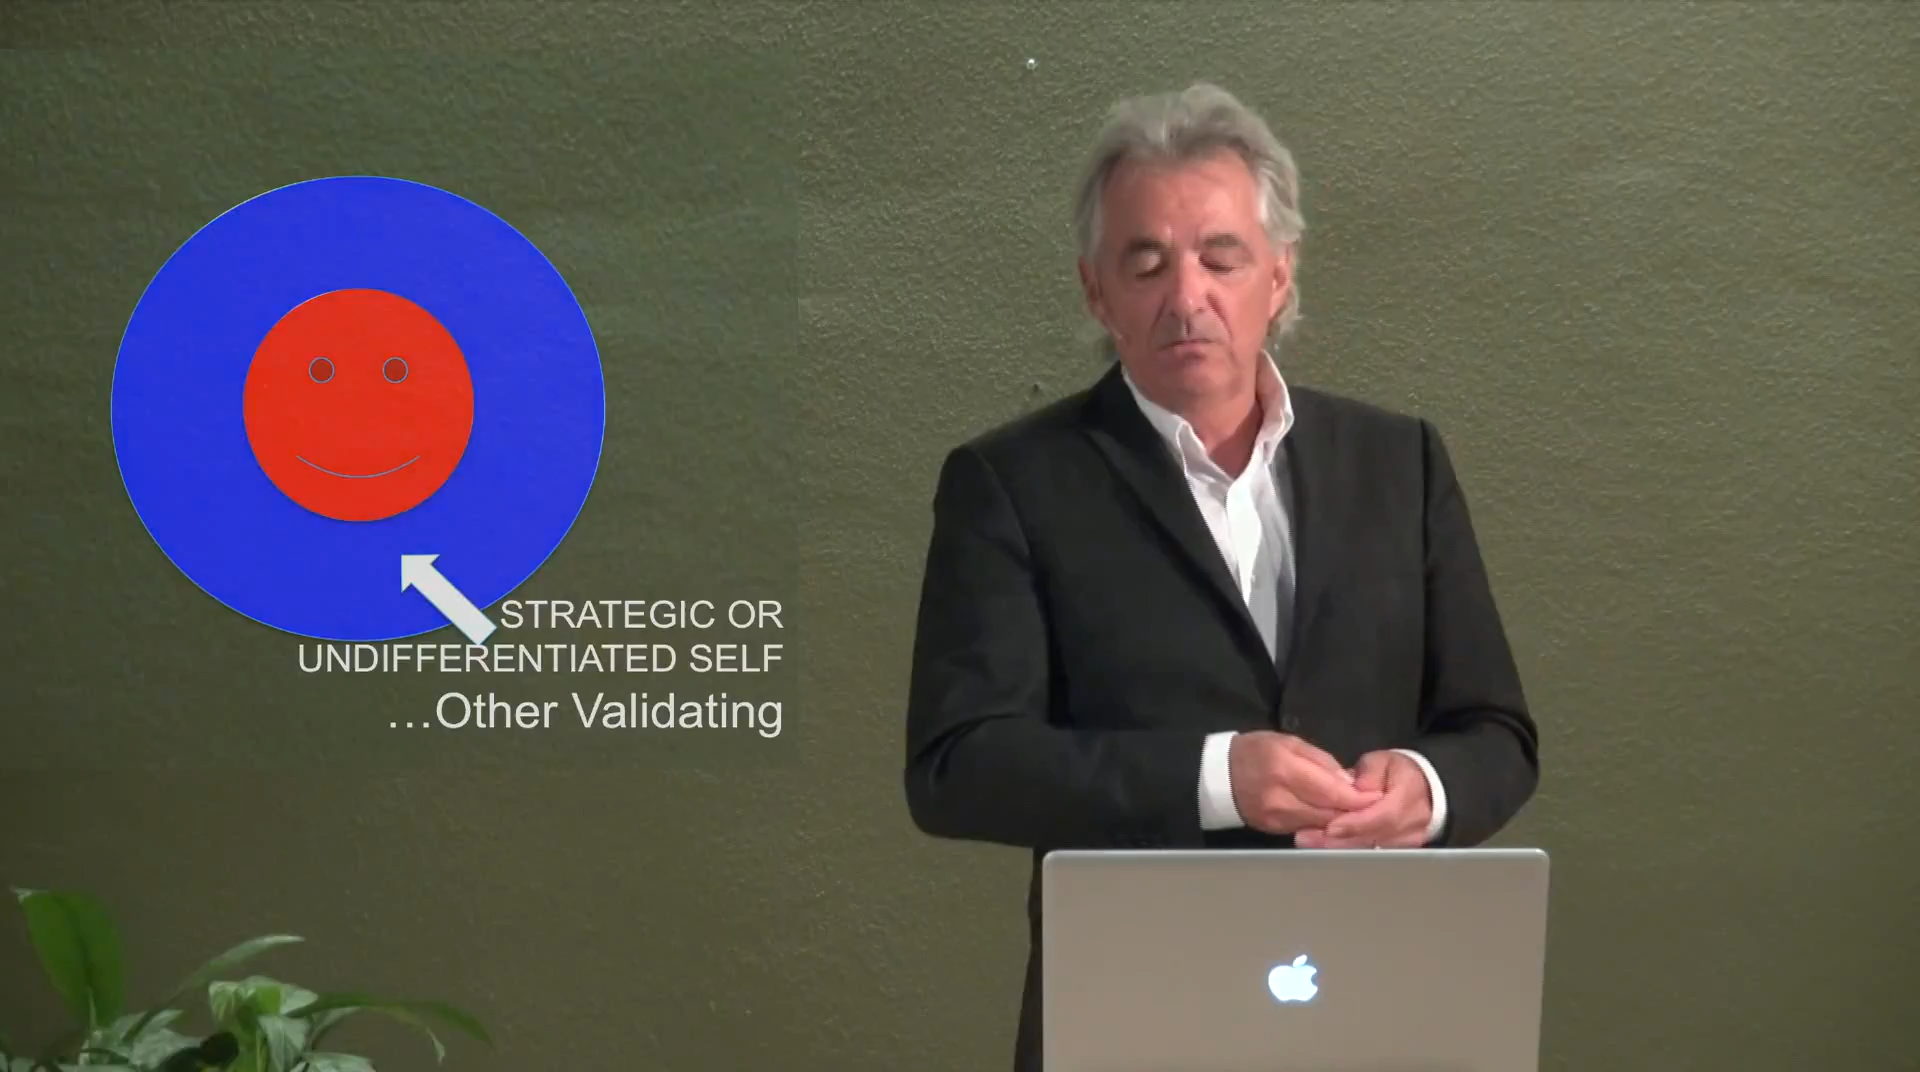 STRATEGIC OR
UNDIFFERENTIATED SELF
…Other Validating